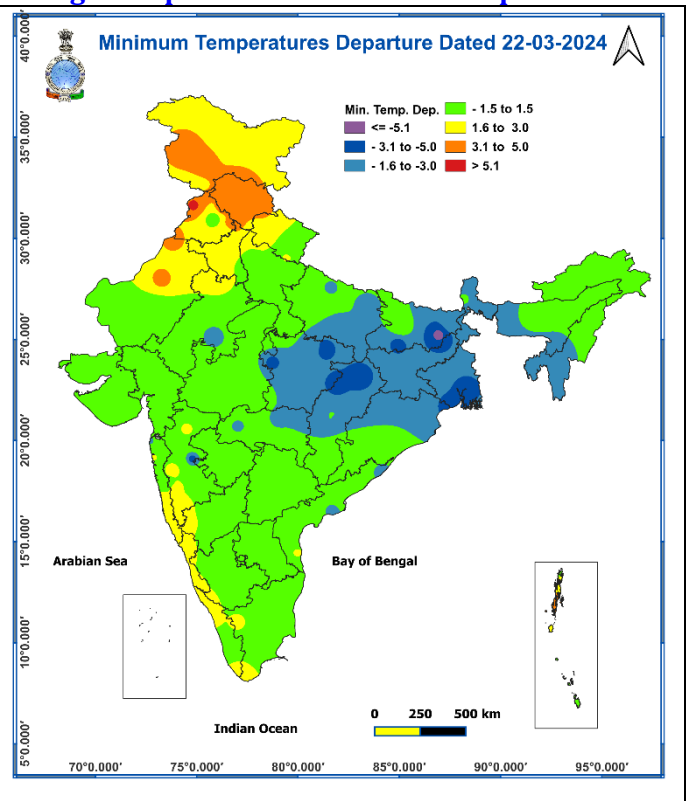 Minimum Temperatures Departure Dated 22-03-2024
Min. Temp. Dep.
<= -5.1
- 3.1 to -5.0
- 1.6 to -3.0
- 1.5 to 1.5
1.6 to 3.0
3.1 to 5.0
> 5.1
40°0.000'
35°0.000'
30°0.000'
25°0.000'
20°0.000'
15°0.000'
10°0.000'
5°0.000'
Arabian Sea
Bay of Bengal
Indian Ocean
0 250 500 km
70°0.000' 75°0.000' 80°0.000' 85°0.000' 90°0.000' 95°0.000'